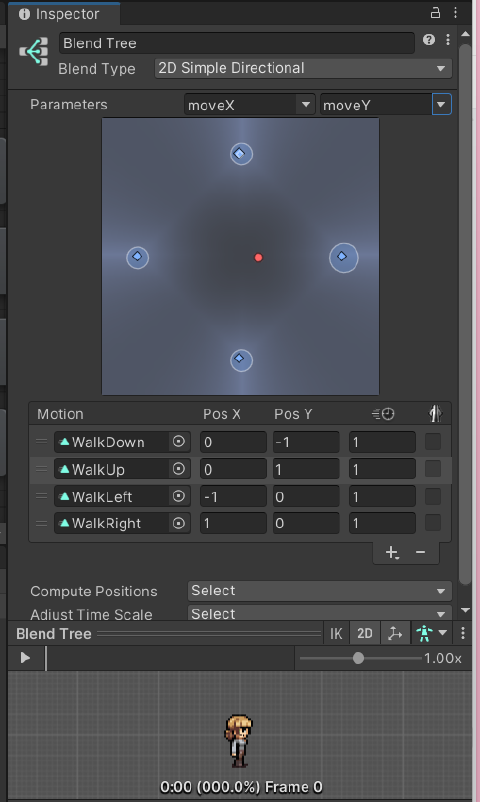 Inspector
Blend Tree
Blend Type 2D Simple Directional
Parameters moveX moveY
Motion Pos X Pos Y
WalkDown 0 -1 1
WalkUp 0 1 1
WalkLeft -1 0 1
WalkRight 1 0 1
Compute Positions Select
Adjust Time Scale Select
Blend Tree IK 2D
1.00x
0:00 (000.0%) Frame 0